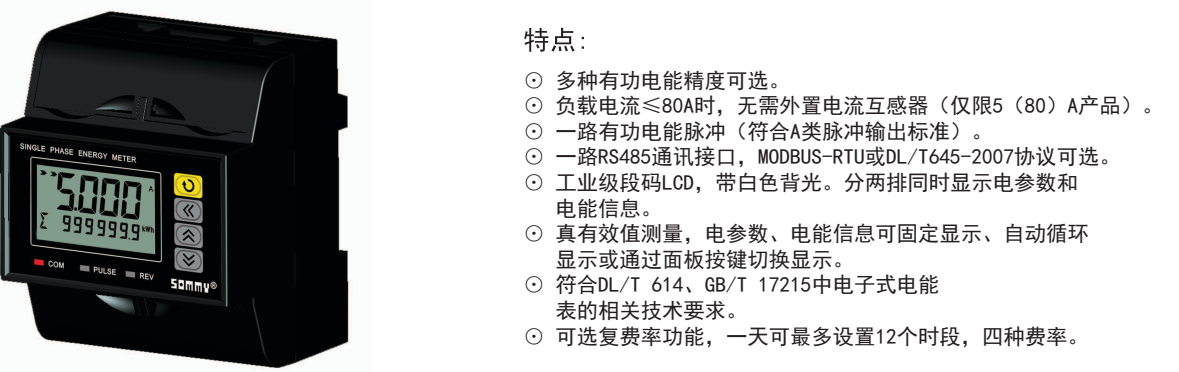 SINGLE PHASE ENERGY METER
5.000 A
Σ 999999.9 kWh
COM PULSE REV
sommy®
特点:
⊙ 多种有功电能精度可选。
⊙ 负载电流≤80A时，无需外置电流互感器（仅限5（80）A产品）。
⊙ 一路有功电能脉冲（符合A类脉冲输出标准）。
⊙ 一路RS485通讯接口，MODBUS-RTU或DL/T645-2007协议可选。
⊙ 工业级段码LCD，带白色背光。分两排同时显示电参数和
电能信息。
⊙ 真有效值测量，电参数、电能信息可固定显示、自动循环
显示或通过面板按键切换显示。
⊙ 符合DL/T 614、GB/T 17215中电子式电能
表的相关技术要求。
⊙ 可选复费率功能，一天可最多设置12个时段，四种费率。